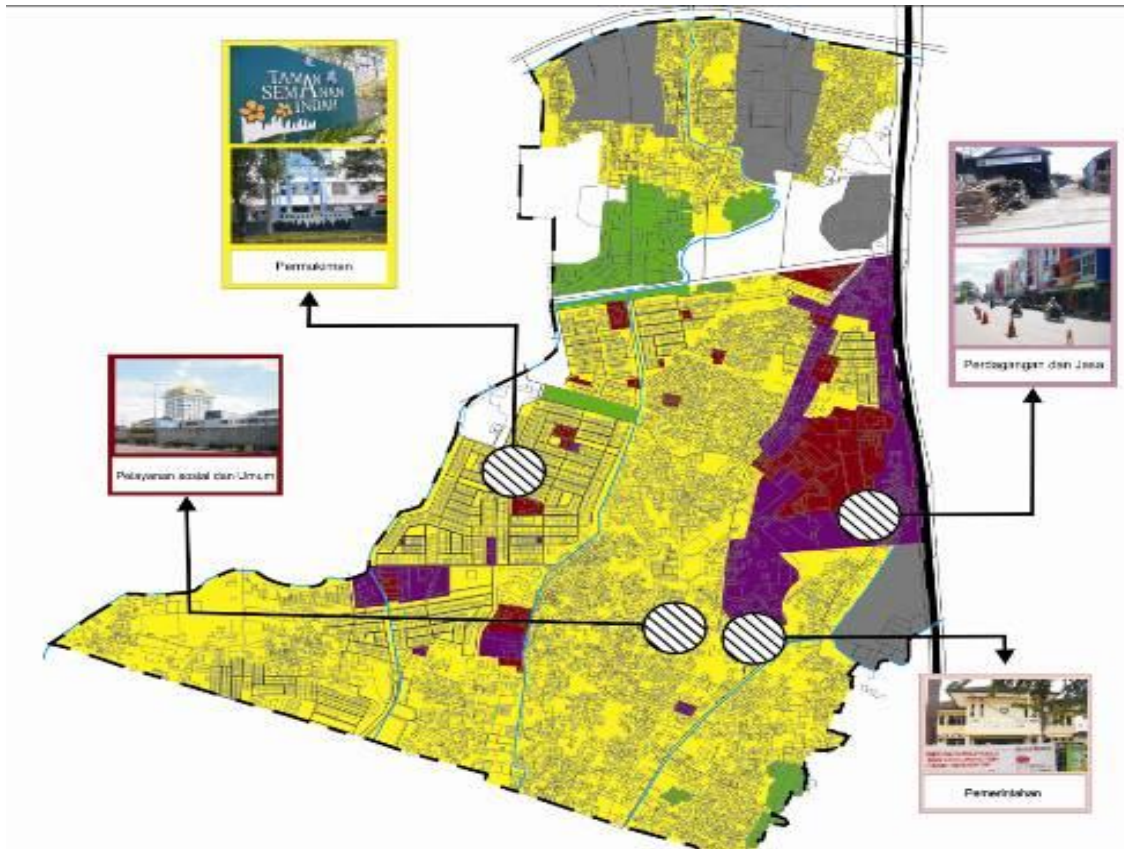 TAMAN
SEMANAN
INDAH
Permukiman
Pelayanan sosial dan Umum
Perdagangan dan Jasa
Pemerintahan